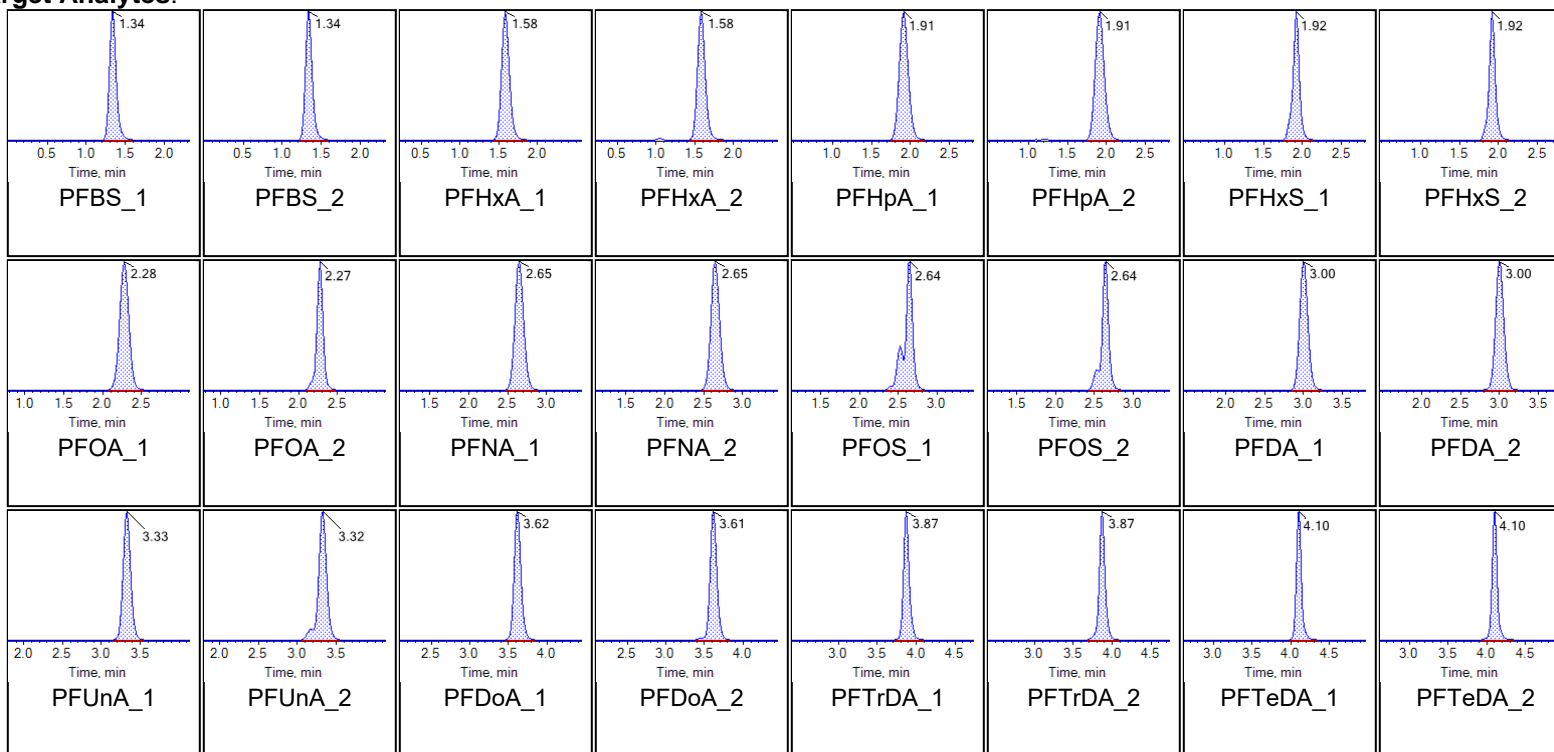 rget Analytes:
1.34 1.34 1.58 1.58 1.91 1.91 1.92 1.92
0.5 1.0 1.5 2.0 0.5 1.0 1.5 2.0 0.5 1.0 1.5 2.0 0.5 1.0 1.5 2.0 1.0 1.5 2.0 2.5 1.0 1.5 2.0 2.5 1.0 1.5 2.0 2.5 1.0 1.5 2.0 2.5
Time, min Time, min Time, min Time, min Time, min Time, min Time, min Time, min
PFBS_1 PFBS_2 PFHxA_1 PFHxA_2 PFHpA_1 PFHpA_2 PFHxS_1 PFHxS_2
2.28 2.27 2.65 2.65 2.64 2.64 3.00 3.00
1.0 1.5 2.0 2.5 1.0 1.5 2.0 2.5 1.5 2.0 2.5 3.0 1.5 2.0 2.5 3.0 1.5 2.0 2.5 3.0 1.5 2.0 2.5 3.0 2.0 2.5 3.0 3.5 2.0 2.5 3.0 3.5
Time, min Time, min Time, min Time, min Time, min Time, min Time, min Time, min
PFOA_1 PFOA_2 PFNA_1 PFNA_2 PFOS_1 PFOS_2 PFDA_1 PFDA_2
3.33 3.32 3.62 3.61 3.87 3.87 4.10 4.10
2.0 2.5 3.0 3.5 2.0 2.5 3.0 3.5 2.5 3.0 3.5 4.0 2.5 3.0 3.5 4.0 3.0 3.5 4.0 4.5 3.0 3.5 4.0 4.5 3.0 3.5 4.0 4.5 3.0 3.5 4.0 4.5
Time, min Time, min Time, min Time, min Time, min Time, min Time, min Time, min
PFUnA_1 PFUnA_2 PFDoA_1 PFDoA_2 PFTrDA_1 PFTrDA_2 PFTeDA_1 PFTeDA_2